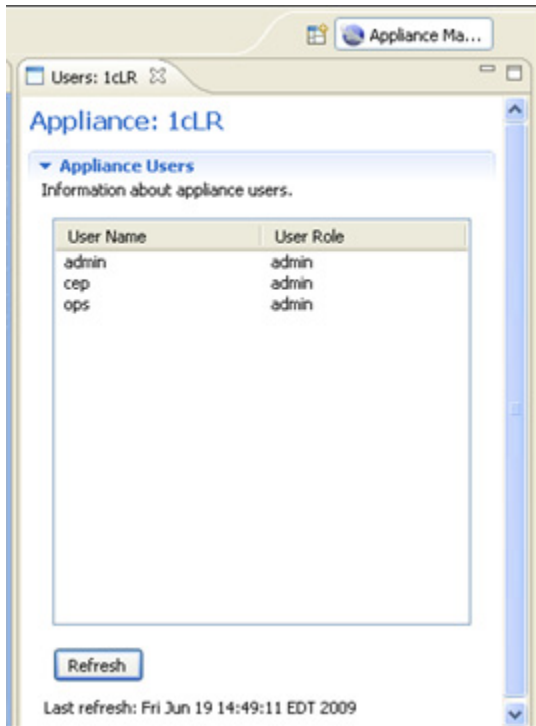 Appliance Ma...
Users: 1cLR
Appliance: 1cLR
Appliance Users
Information about appliance users.
User Name User Role
admin admin
cep admin
ops admin
Refresh
Last refresh: Fri Jun 19 14:49:11 EDT 2009